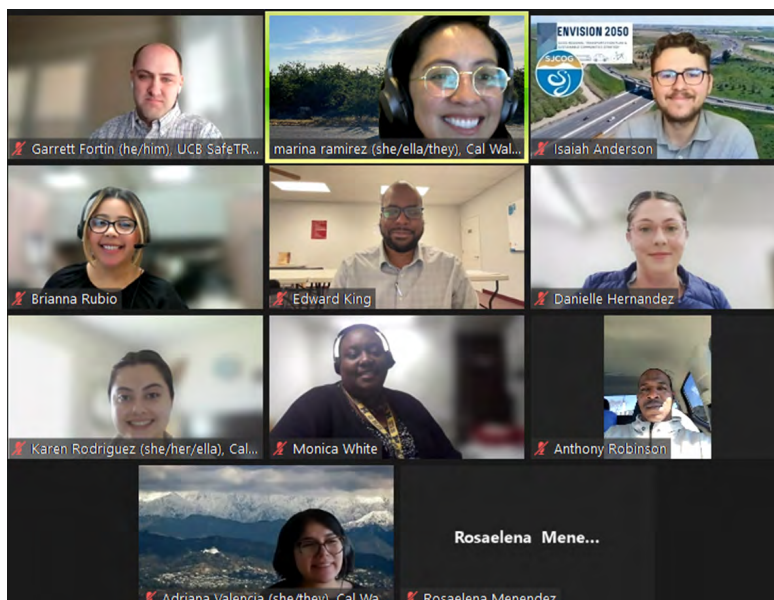 ENVISION 2050
SJCOG
Garrett Fortin (he/him), UCB SafeTR...
marina ramirez (she/ella/they), Cal Wal...
Isaiah Anderson
Brianna Rubio
Edward King
Danielle Hernandez
Karen Rodriguez (she/her/ella), Cal...
Monica White
Anthony Robinson
Rosaelena Mene...
Adriana Valencia (she/they), Cal Wa...
Rosaelena Menendez